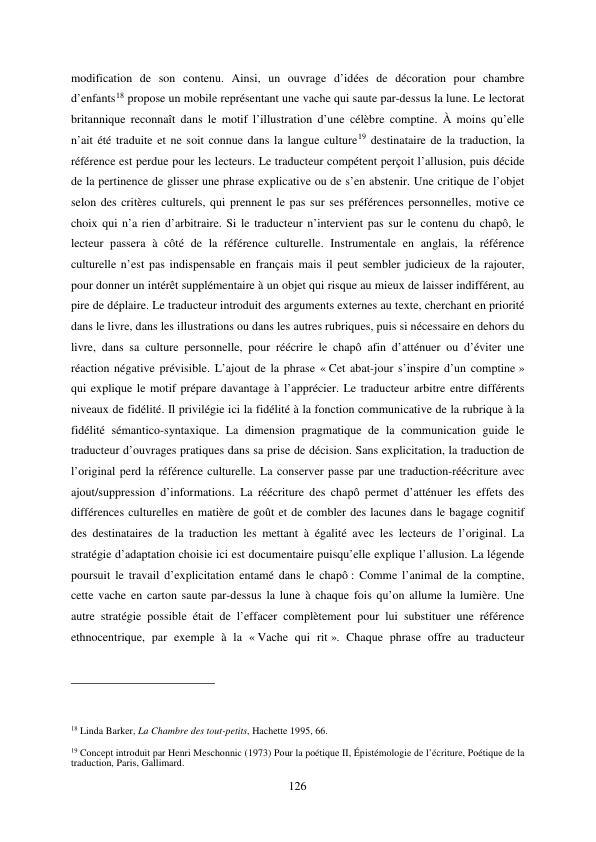 modification de son contenu. Ainsi, un ouvrage d’idées de décoration pour chambre
d’enfants18 propose un mobile représentant une vache qui saute par-dessus la lune. Le lectorat
britannique reconnaît dans le motif l’illustration d’une célèbre comptine. À moins qu’elle
n’ait été traduite et ne soit connue dans la langue culture19 destinataire de la traduction, la
référence est perdue pour les lecteurs. Le traducteur compétent perçoit l’allusion, puis décide
de la pertinence de glisser une phrase explicative ou de s’en abstenir. Une critique de l’objet
selon des critères culturels, qui prennent le pas sur ses préférences personnelles, motive ce
choix qui n’a rien d’arbitraire. Si le traducteur n’intervient pas sur le contenu du chapô, le
lecteur passera à côté de la référence culturelle. Instrumentale en anglais, la référence
culturelle n’est pas indispensable en français mais il peut sembler judicieux de la rajouter,
pour donner un intérêt supplémentaire à un objet qui risque au mieux de laisser indifférent, au
pire de déplaire. Le traducteur introduit des arguments externes au texte, cherchant en priorité
dans le livre, dans les illustrations ou dans les autres rubriques, puis si nécessaire en dehors du
livre, dans sa culture personnelle, pour réécrire le chapô afin d’atténuer ou d’éviter une
réaction négative prévisible. L’ajout de la phrase « Cet abat-jour s’inspire d’un comptine »
qui explique le motif prépare davantage à l’apprécier. Le traducteur arbitre entre différents
niveaux de fidélité. Il privilégie ici la fidélité à la fonction communicative de la rubrique à la
fidélité sémantico-syntaxique. La dimension pragmatique de la communication guide le
traducteur d’ouvrages pratiques dans sa prise de décision. Sans explicitation, la traduction de
l’original perd la référence culturelle. La conserver passe par une traduction-réécriture avec
ajout/suppression d’informations. La réécriture des chapô permet d’atténuer les effets des
différences culturelles en matière de goût et de combler des lacunes dans le bagage cognitif
des destinataires de la traduction les mettant à égalité avec les lecteurs de l’original. La
stratégie d’adaptation choisie ici est documentaire puisqu’elle explique l’allusion. La légende
poursuit le travail d’explicitation entamé dans le chapô : Comme l’animal de la comptine,
cette vache en carton saute par-dessus la lune à chaque fois qu’on allume la lumière. Une
autre stratégie possible était de l’effacer complètement pour lui substituer une référence
ethnocentrique, par exemple à la « Vache qui rit ». Chaque phrase offre au traducteur
18 Linda Barker, La Chambre des tout-petits, Hachette 1995, 66.
19 Concept introduit par Henri Meschonnic (1973) Pour la poétique II, Épistémologie de l’écriture, Poétique de la
traduction, Paris, Gallimard.
126